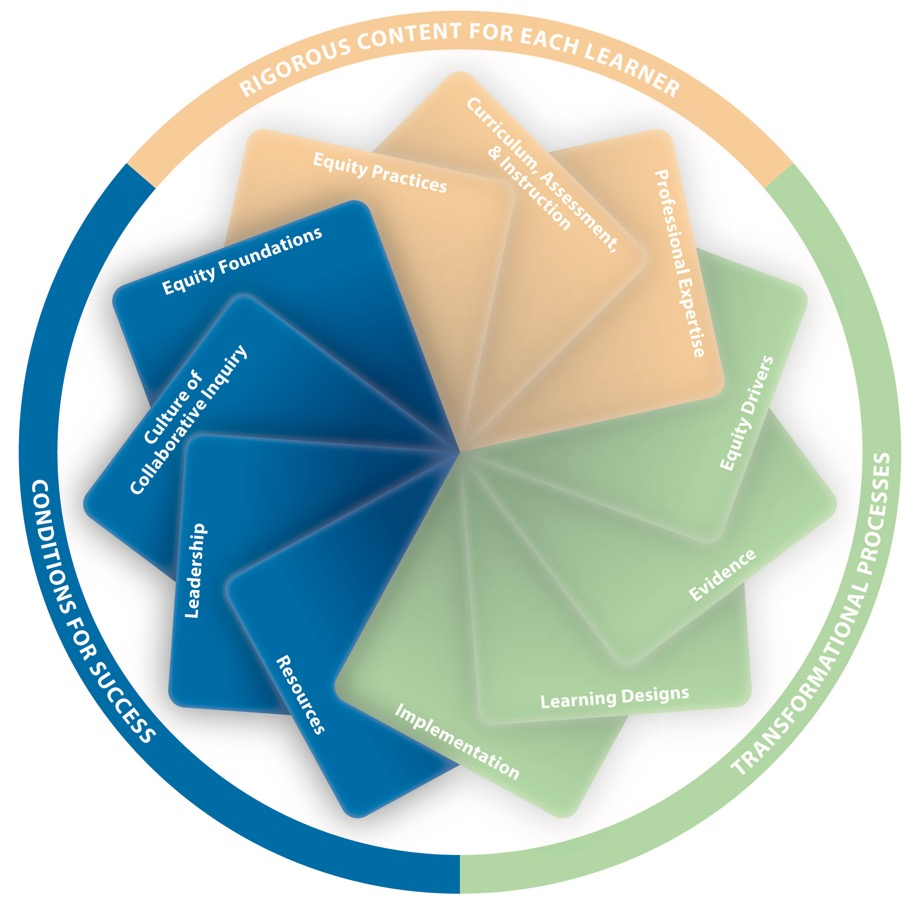 RIGOROUS CONTENT FOR EACH LEARNER
Equity Practices
Curriculum, Assessment,
& Instruction
Professional Expertise
TRANSFORMATIONAL PROCESSES
Equity Drivers
Evidence
Learning Designs
Implementation
CONDITIONS FOR SUCCESS
Equity Foundations
Culture of
Collaborative Inquiry
Leadership
Resources